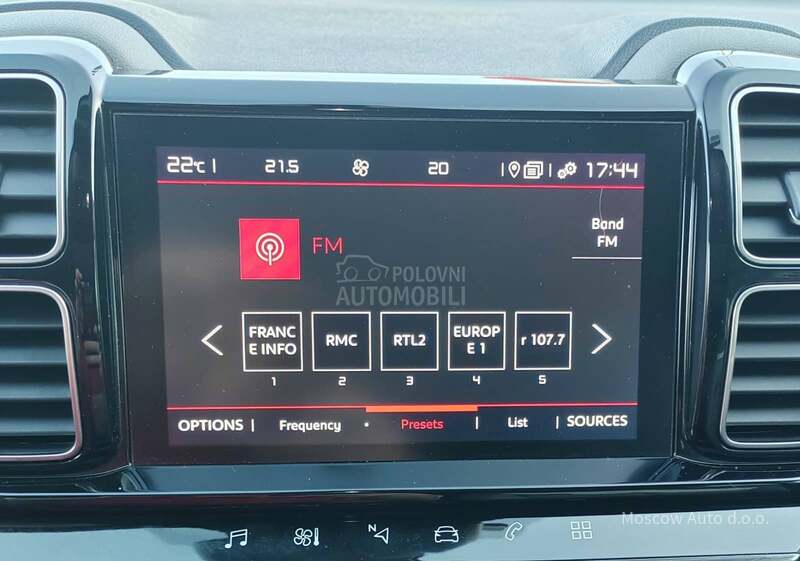 22°C | 21.5 20 17:44
Band
FM
FM
POLOVNI
AUTOMOBILI
FRANC
E INFO
RMC
RTL2
EUROP
E 1
r 107.7
1 2 3 4 5
OPTIONS | Frequency • Presets | List | SOURCES
N
Moscow Auto d.o.o.